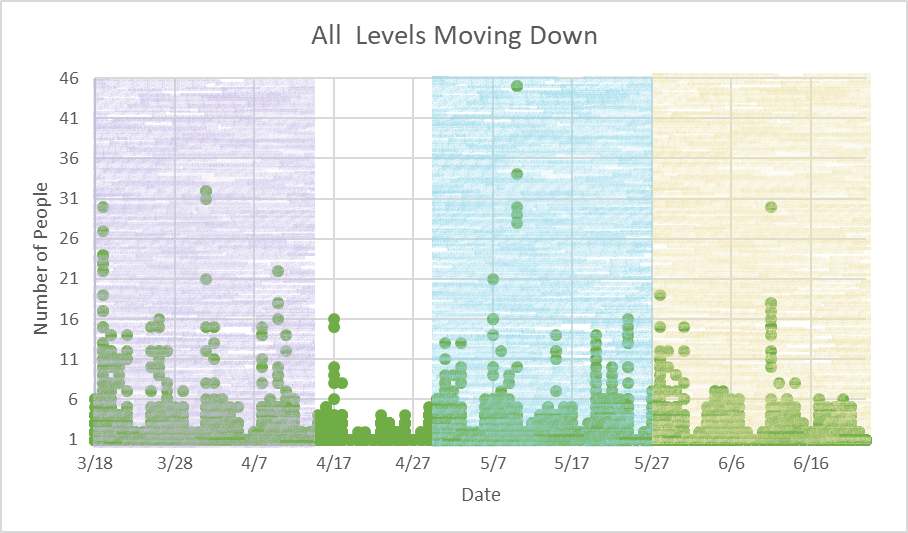 All  Levels Moving Down
46
41
36
31
26
21
16
11
6
1
Number of People
3/18 3/28 4/7 4/17 4/27 5/7 5/17 5/27 6/6 6/16
Date